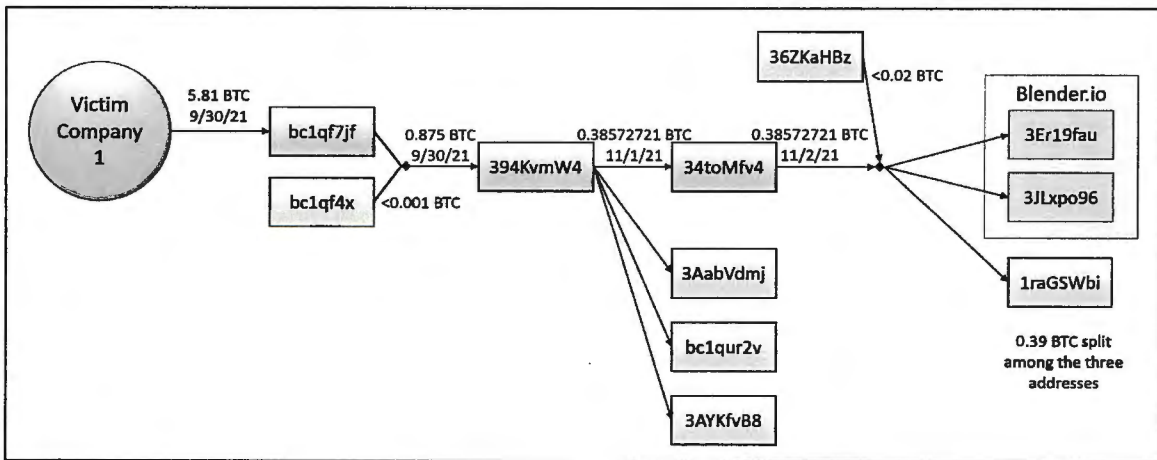 Victim
Company
1
5.81 BTC
9/30/21
bc1qf7jf
bc1qf4x
<0.001 BTC
0.875 BTC
9/30/21
394KvmW4
0.38572721 BTC
11/1/21
34toMfv4
0.38572721 BTC
11/2/21
36ZKaHBz
<0.02 BTC
Blender.io
3Er19fau
3JLxpo96
1raGSWbi
0.39 BTC split
among the three
addresses
3AabVdmj
bc1qur2v
3AYKfvB8